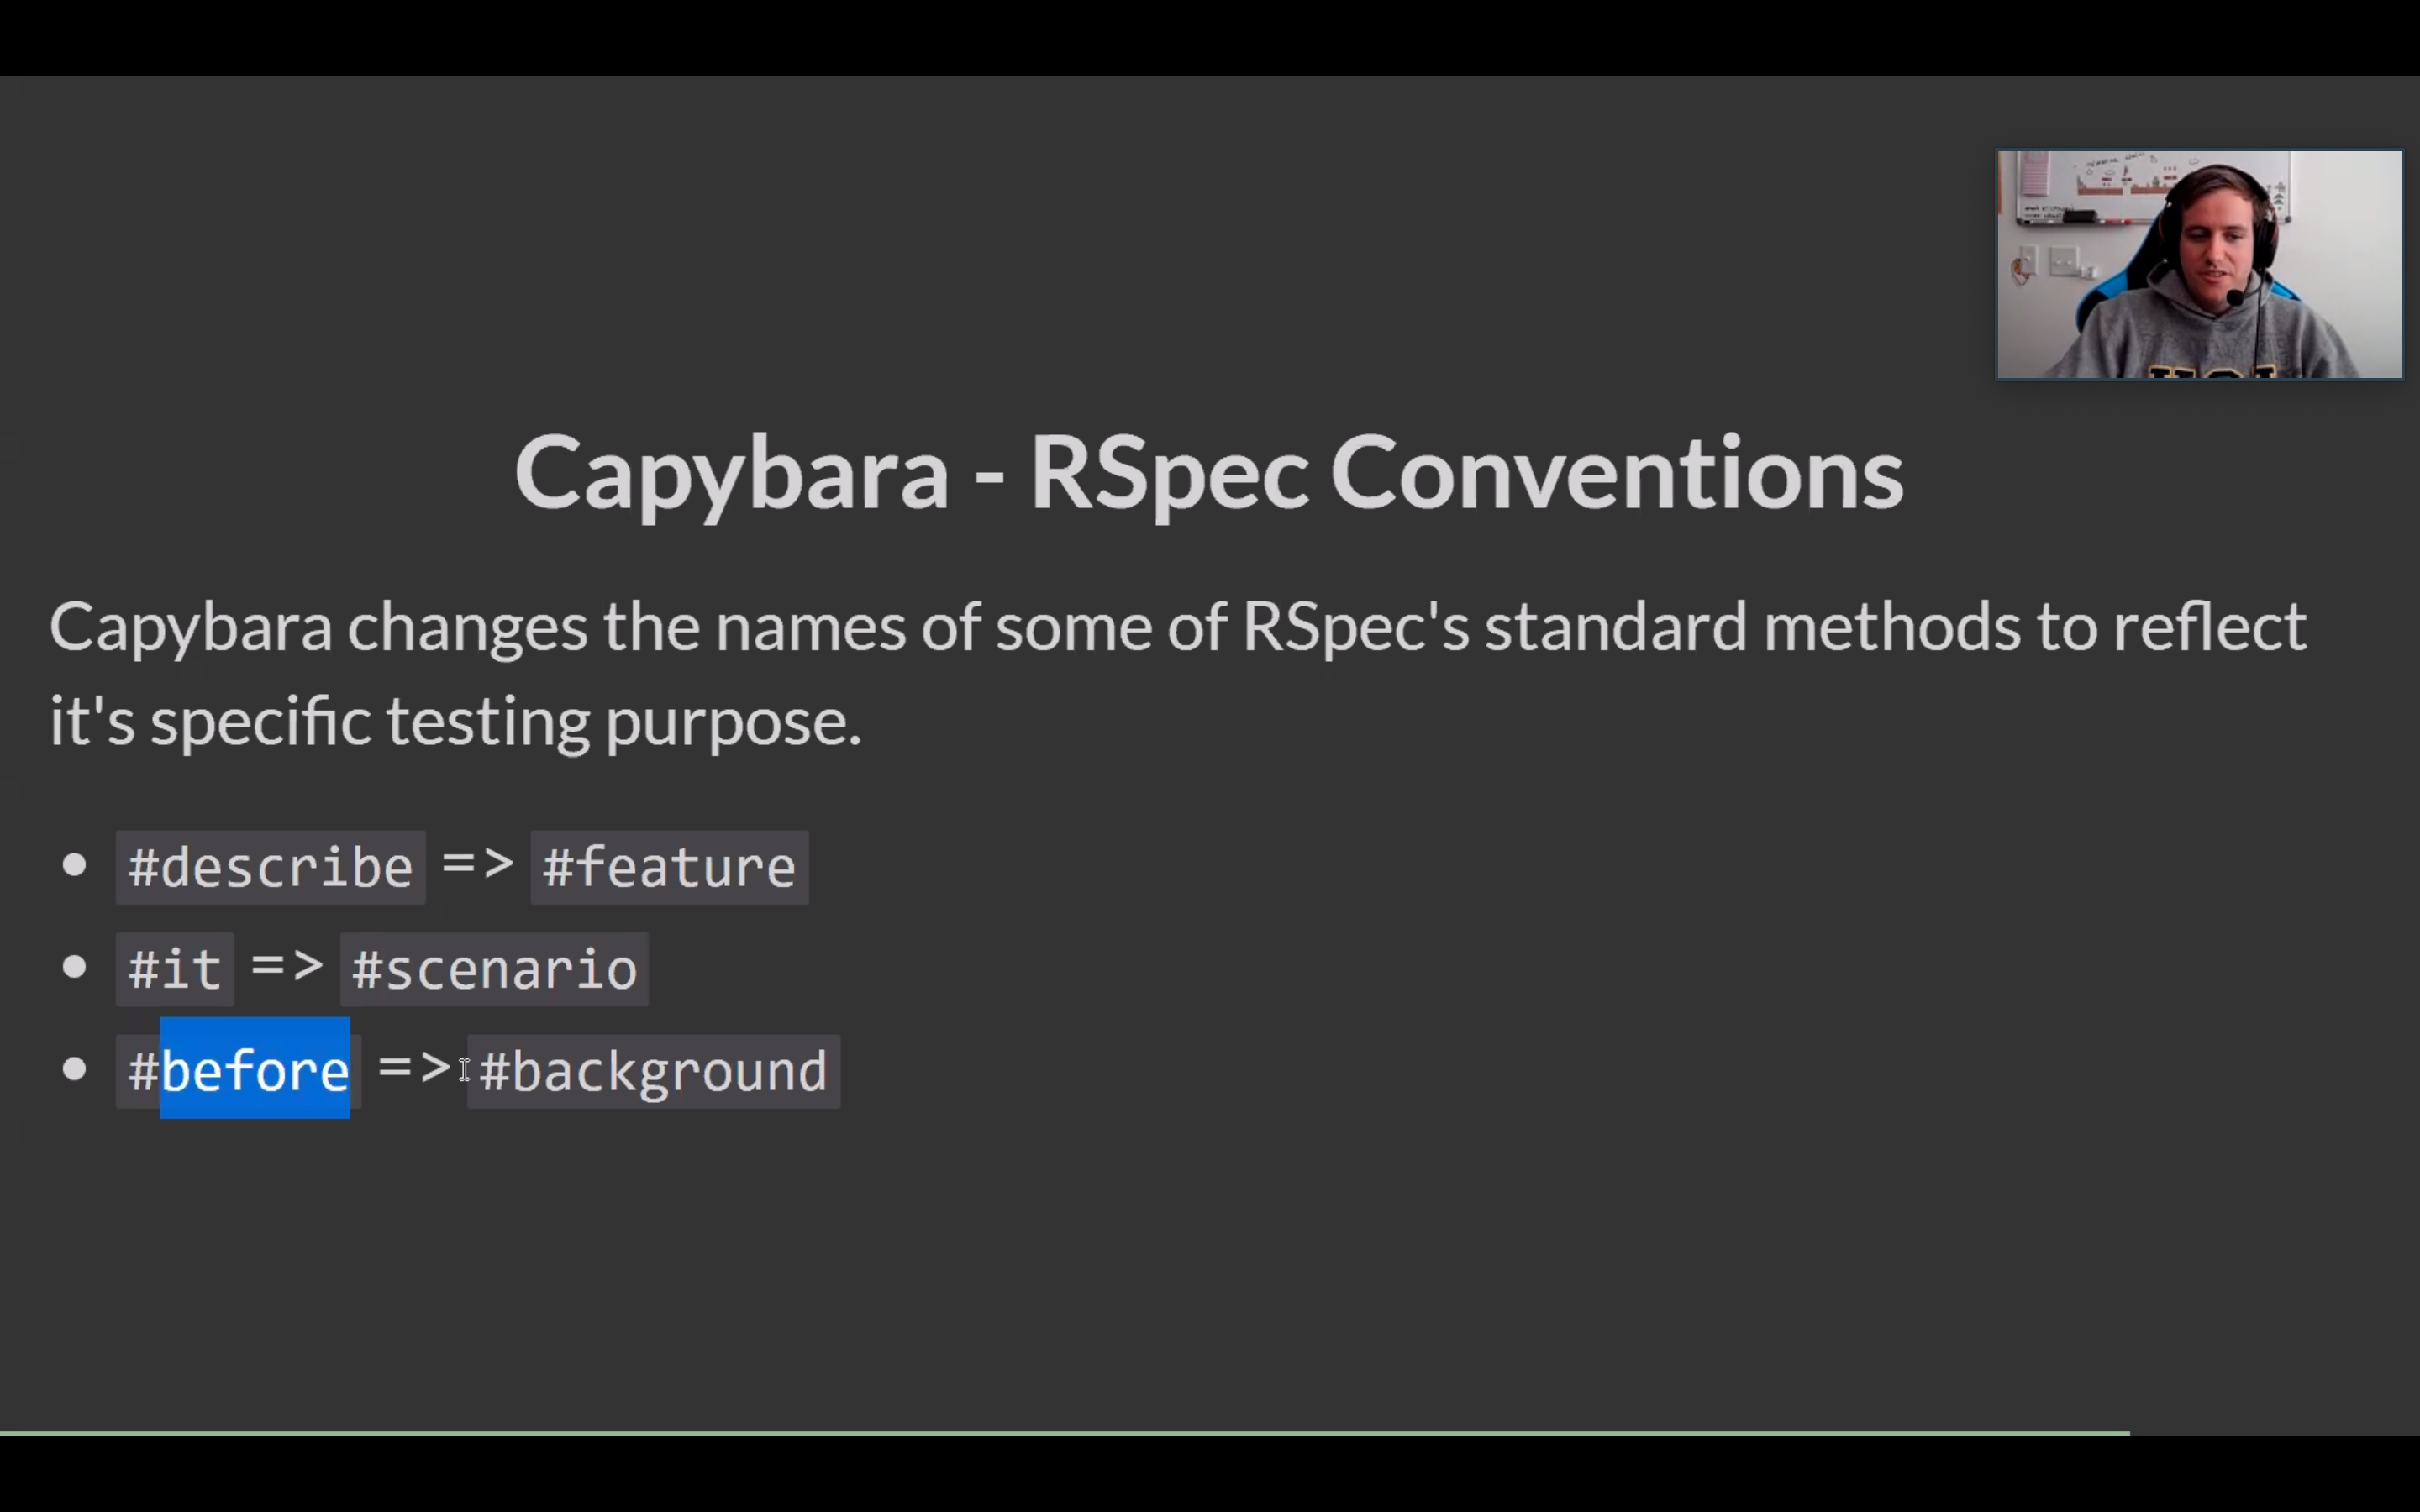 Capybara - RSpec Conventions
Capybara changes the names of some of RSpec's standard methods to reflect
it's specific testing purpose.
#describe => #feature
#it => #scenario
#before => #background